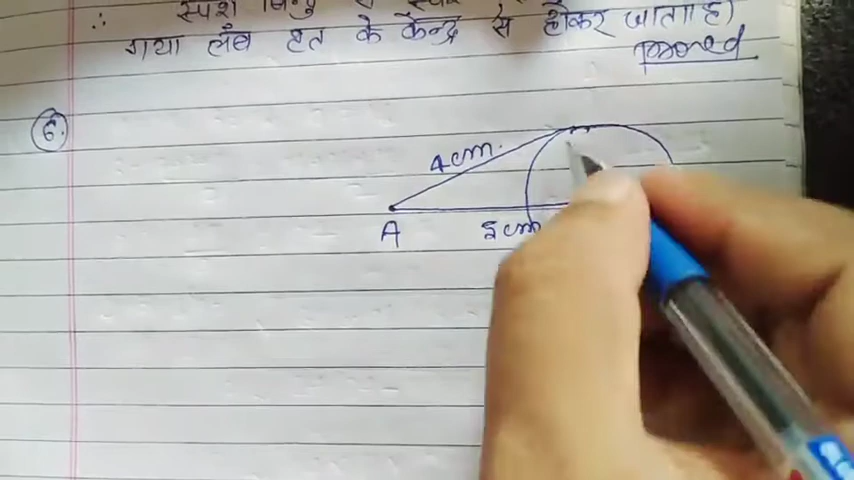 ∴ स्पर्श बिन्दु से
गया लंब वृत के केन्द्र से होकर जाता है)
proved
6.
4cm.
A
5cm